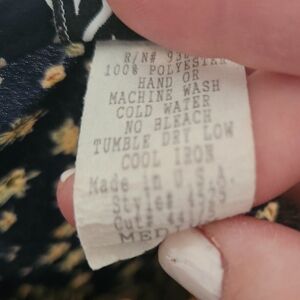 R/N#
100% POLYESTER
HAND OR
MACHINE WASH
COLD WATER
NO BLEACH
TUMBLE DRY LOW
COOL IRON
Made in U.S.A.
Style#
Cut#